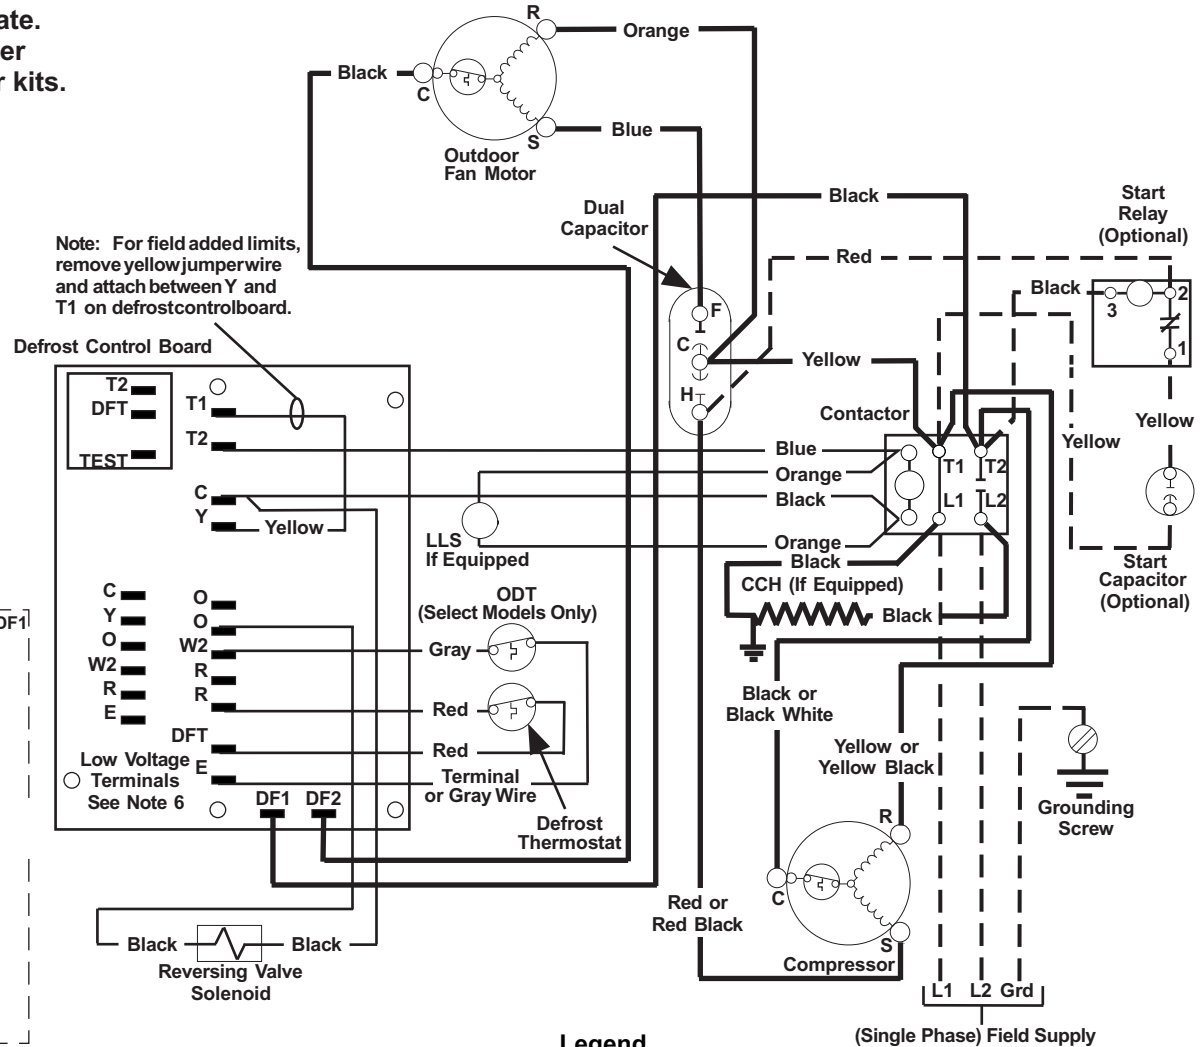 ate.
er
r kits.
R
Orange
Black
C
Blue
S
Outdoor
Fan Motor
Black
Dual
Capacitor
Start
Relay
(Optional)
Note: For field added limits,
remove yellow jumper wire
and attach between Y and
T1 on defrost control board.
Red
Black
3
2
1
F
C
H
Yellow
Defrost Control Board
T2
DFT
TEST
T1
T2
C
Y
Yellow
Contactor
Blue
Orange
Black
Orange
T1
T2
L1
L2
Yellow
Yellow
LLS
If Equipped
Black
CCH (If Equipped)
Black
Start
Capacitor
(Optional)
ODT
(Select Models Only)
DF1
C
Y
O
W2
R
E
O
O
W2
R
R
DFT
E
Gray
Red
Red
Terminal
or Gray Wire
Low Voltage
Terminals
See Note 6
DF1
DF2
Defrost
Thermostat
Black or
Black White
Yellow or
Yellow Black
Grounding
Screw
R
C
S
Compressor
Red or
Red Black
Black
Black
Reversing Valve
Solenoid
L1
L2
Grd
(Single Phase) Field Supply
Legend